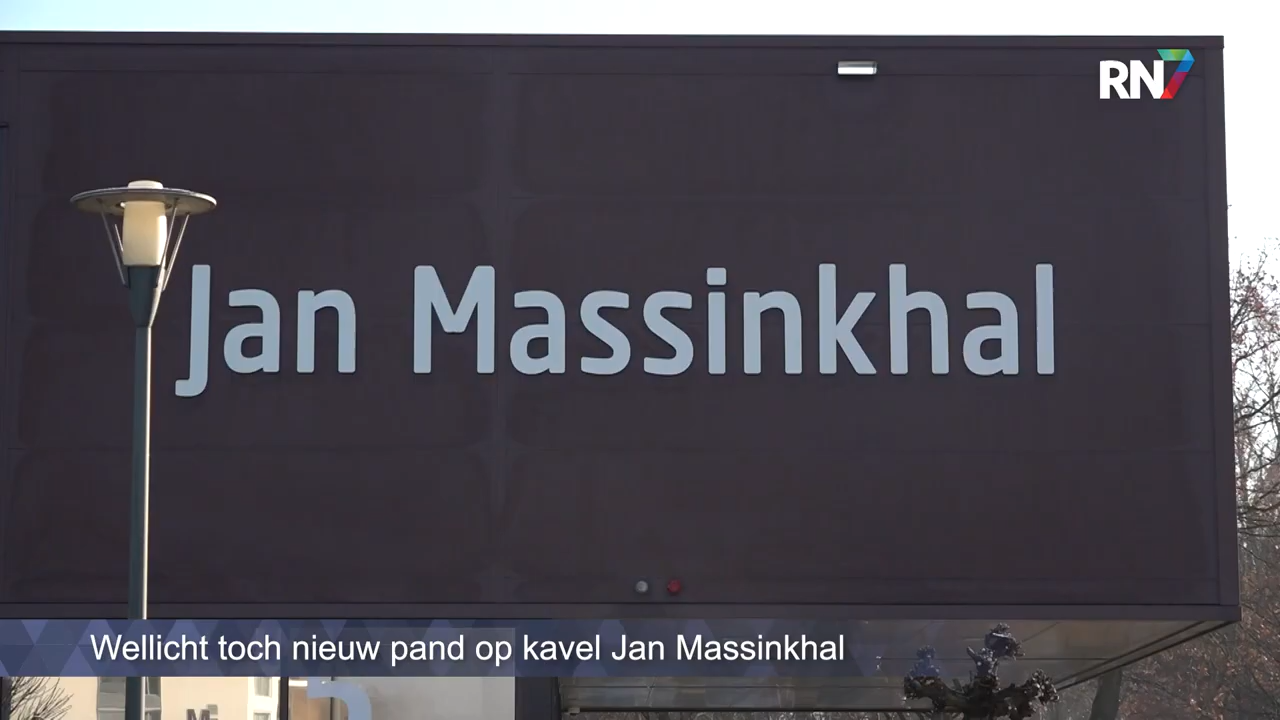 RN7
Jan Massinkhal
Wellicht toch nieuw pand op kavel Jan Massinkhal